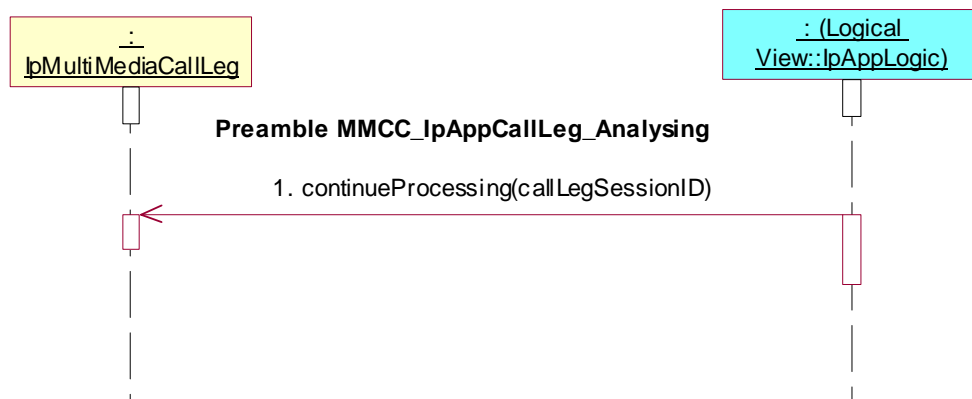 :
IpMultiMediaCallLeg
: (Logical
View::IpAppLogic)
Preamble MMCC_IpAppCallLeg_Analysing
1. continueProcessing(callLegSessionID)